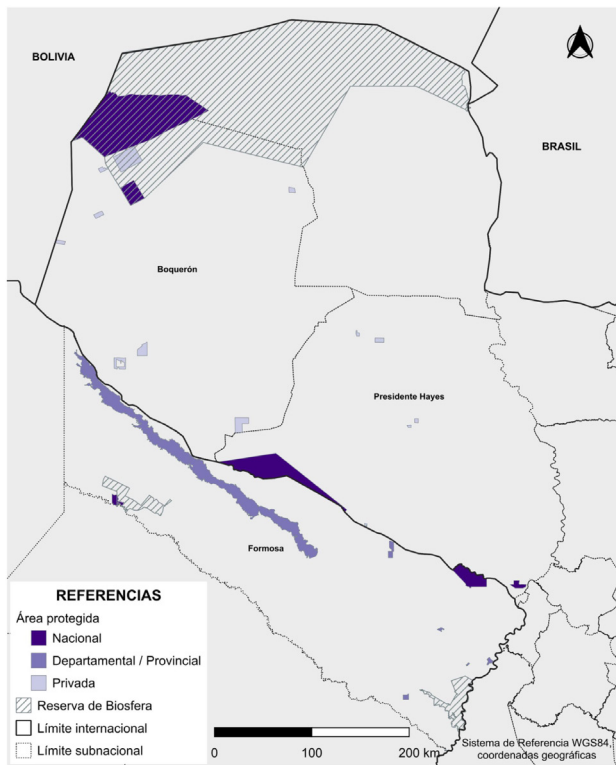 BOLIVIA
BRASIL
Boquerón
Presidente Hayes
Formosa
REFERENCIAS
Área protegida
Nacional
Departamental / Provincial
Privada
Reserva de Biosfera
Límite internacional
Límite subnacional
0 100 200 km
Sistema de Referencia WGS84,
coordenadas geográficas